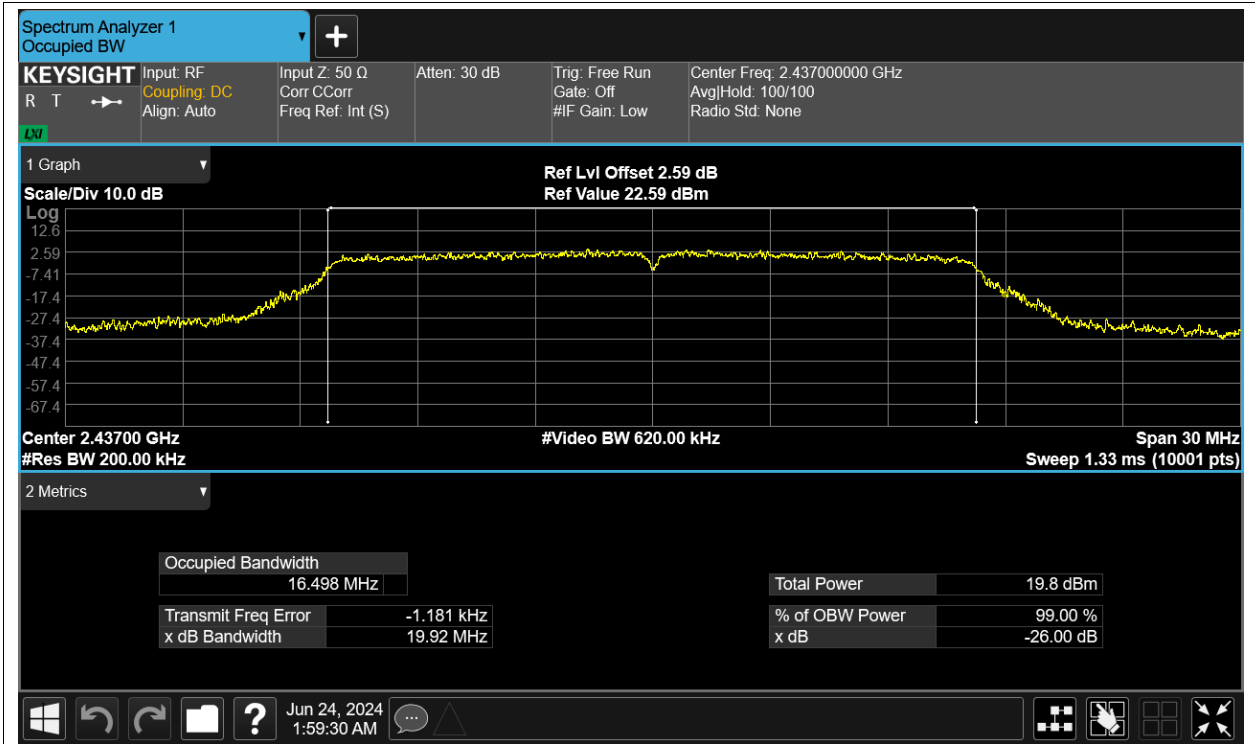 Spectrum Analyzer 1
Occupied BW
KEYSIGHT
R T
LXI
Input: RF
Coupling: DC
Align: Auto
Input Z: 50 Ω
Corr CCorr
Freq Ref: Int (S)
Atten: 30 dB
Trig: Free Run
Gate: Off
#IF Gain: Low
Center Freq: 2.437000000 GHz
Avg|Hold: 100/100
Radio Std: None
1 Graph
Scale/Div 10.0 dB
Ref Lvl Offset 2.59 dB
Ref Value 22.59 dBm
Log
12.6
2.59
-7.41
-17.4
-27.4
-37.4
-47.4
-57.4
-67.4
Center 2.43700 GHz
#Res BW 200.00 kHz
#Video BW 620.00 kHz
Span 30 MHz
Sweep 1.33 ms (10001 pts)
2 Metrics
Occupied Bandwidth
16.498 MHz
Transmit Freq Error -1.181 kHz
x dB Bandwidth 19.92 MHz
Total Power 19.8 dBm
% of OBW Power 99.00 %
x dB -26.00 dB
?
Jun 24, 2024
1:59:30 AM